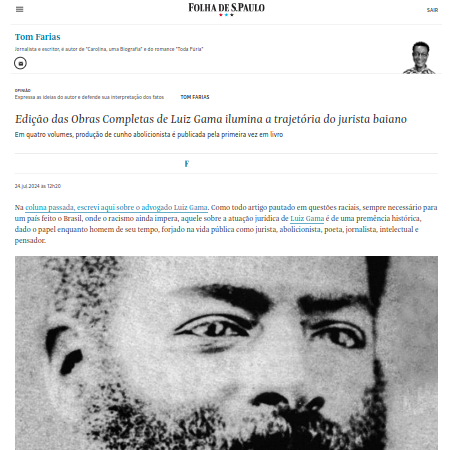 FOLHA DE S.PAULO
SAIR
Tom Farias
Jornalista e escritor, é autor de "Carolina, uma Biografia" e do romance "Toda Fúria"
OPINIÃO
Expressa as ideias do autor e defende sua interpretação dos fatos
TOM FARIAS
Edição das Obras Completas de Luiz Gama ilumina a trajetória do jurista baiano
Em quatro volumes, produção de cunho abolicionista é publicada pela primeira vez em livro
F
24.jul.2024 às 12h20
Na coluna passada, escrevi aqui sobre o advogado Luiz Gama. Como todo artigo pautado em questões raciais, sempre necessário para
um país feito o Brasil, onde o racismo ainda impera, aquele sobre a atuação jurídica de Luiz Gama é de uma premência histórica,
dado o papel enquanto homem de seu tempo, forjado na vida pública como jurista, abolicionista, poeta, jornalista, intelectual e
pensador.